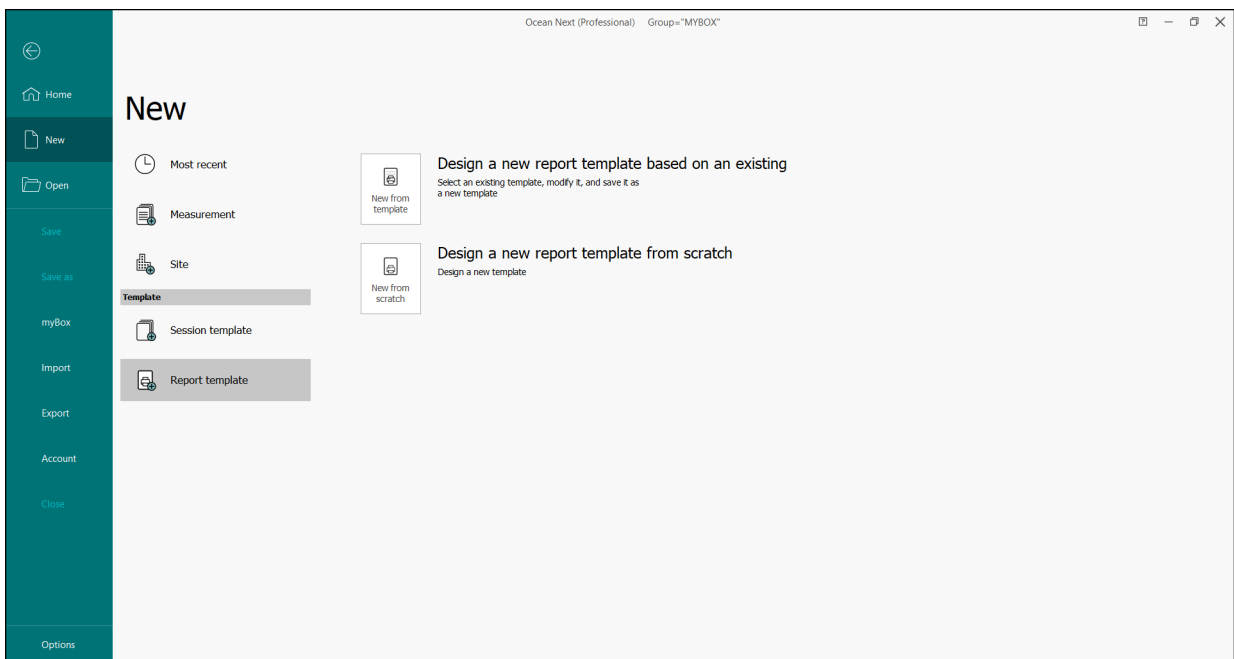 Ocean Next (Professional) Group="MYBOX"
Home
New
Open
Save
Save as
myBox
Import
Export
Account
Close
Options
New
Most recent
Measurement
Site
Template
Session template
Report template
New from
template
Design a new report template based on an existing
Select an existing template, modify it, and save it as
a new template
New from
scratch
Design a new report template from scratch
Design a new template